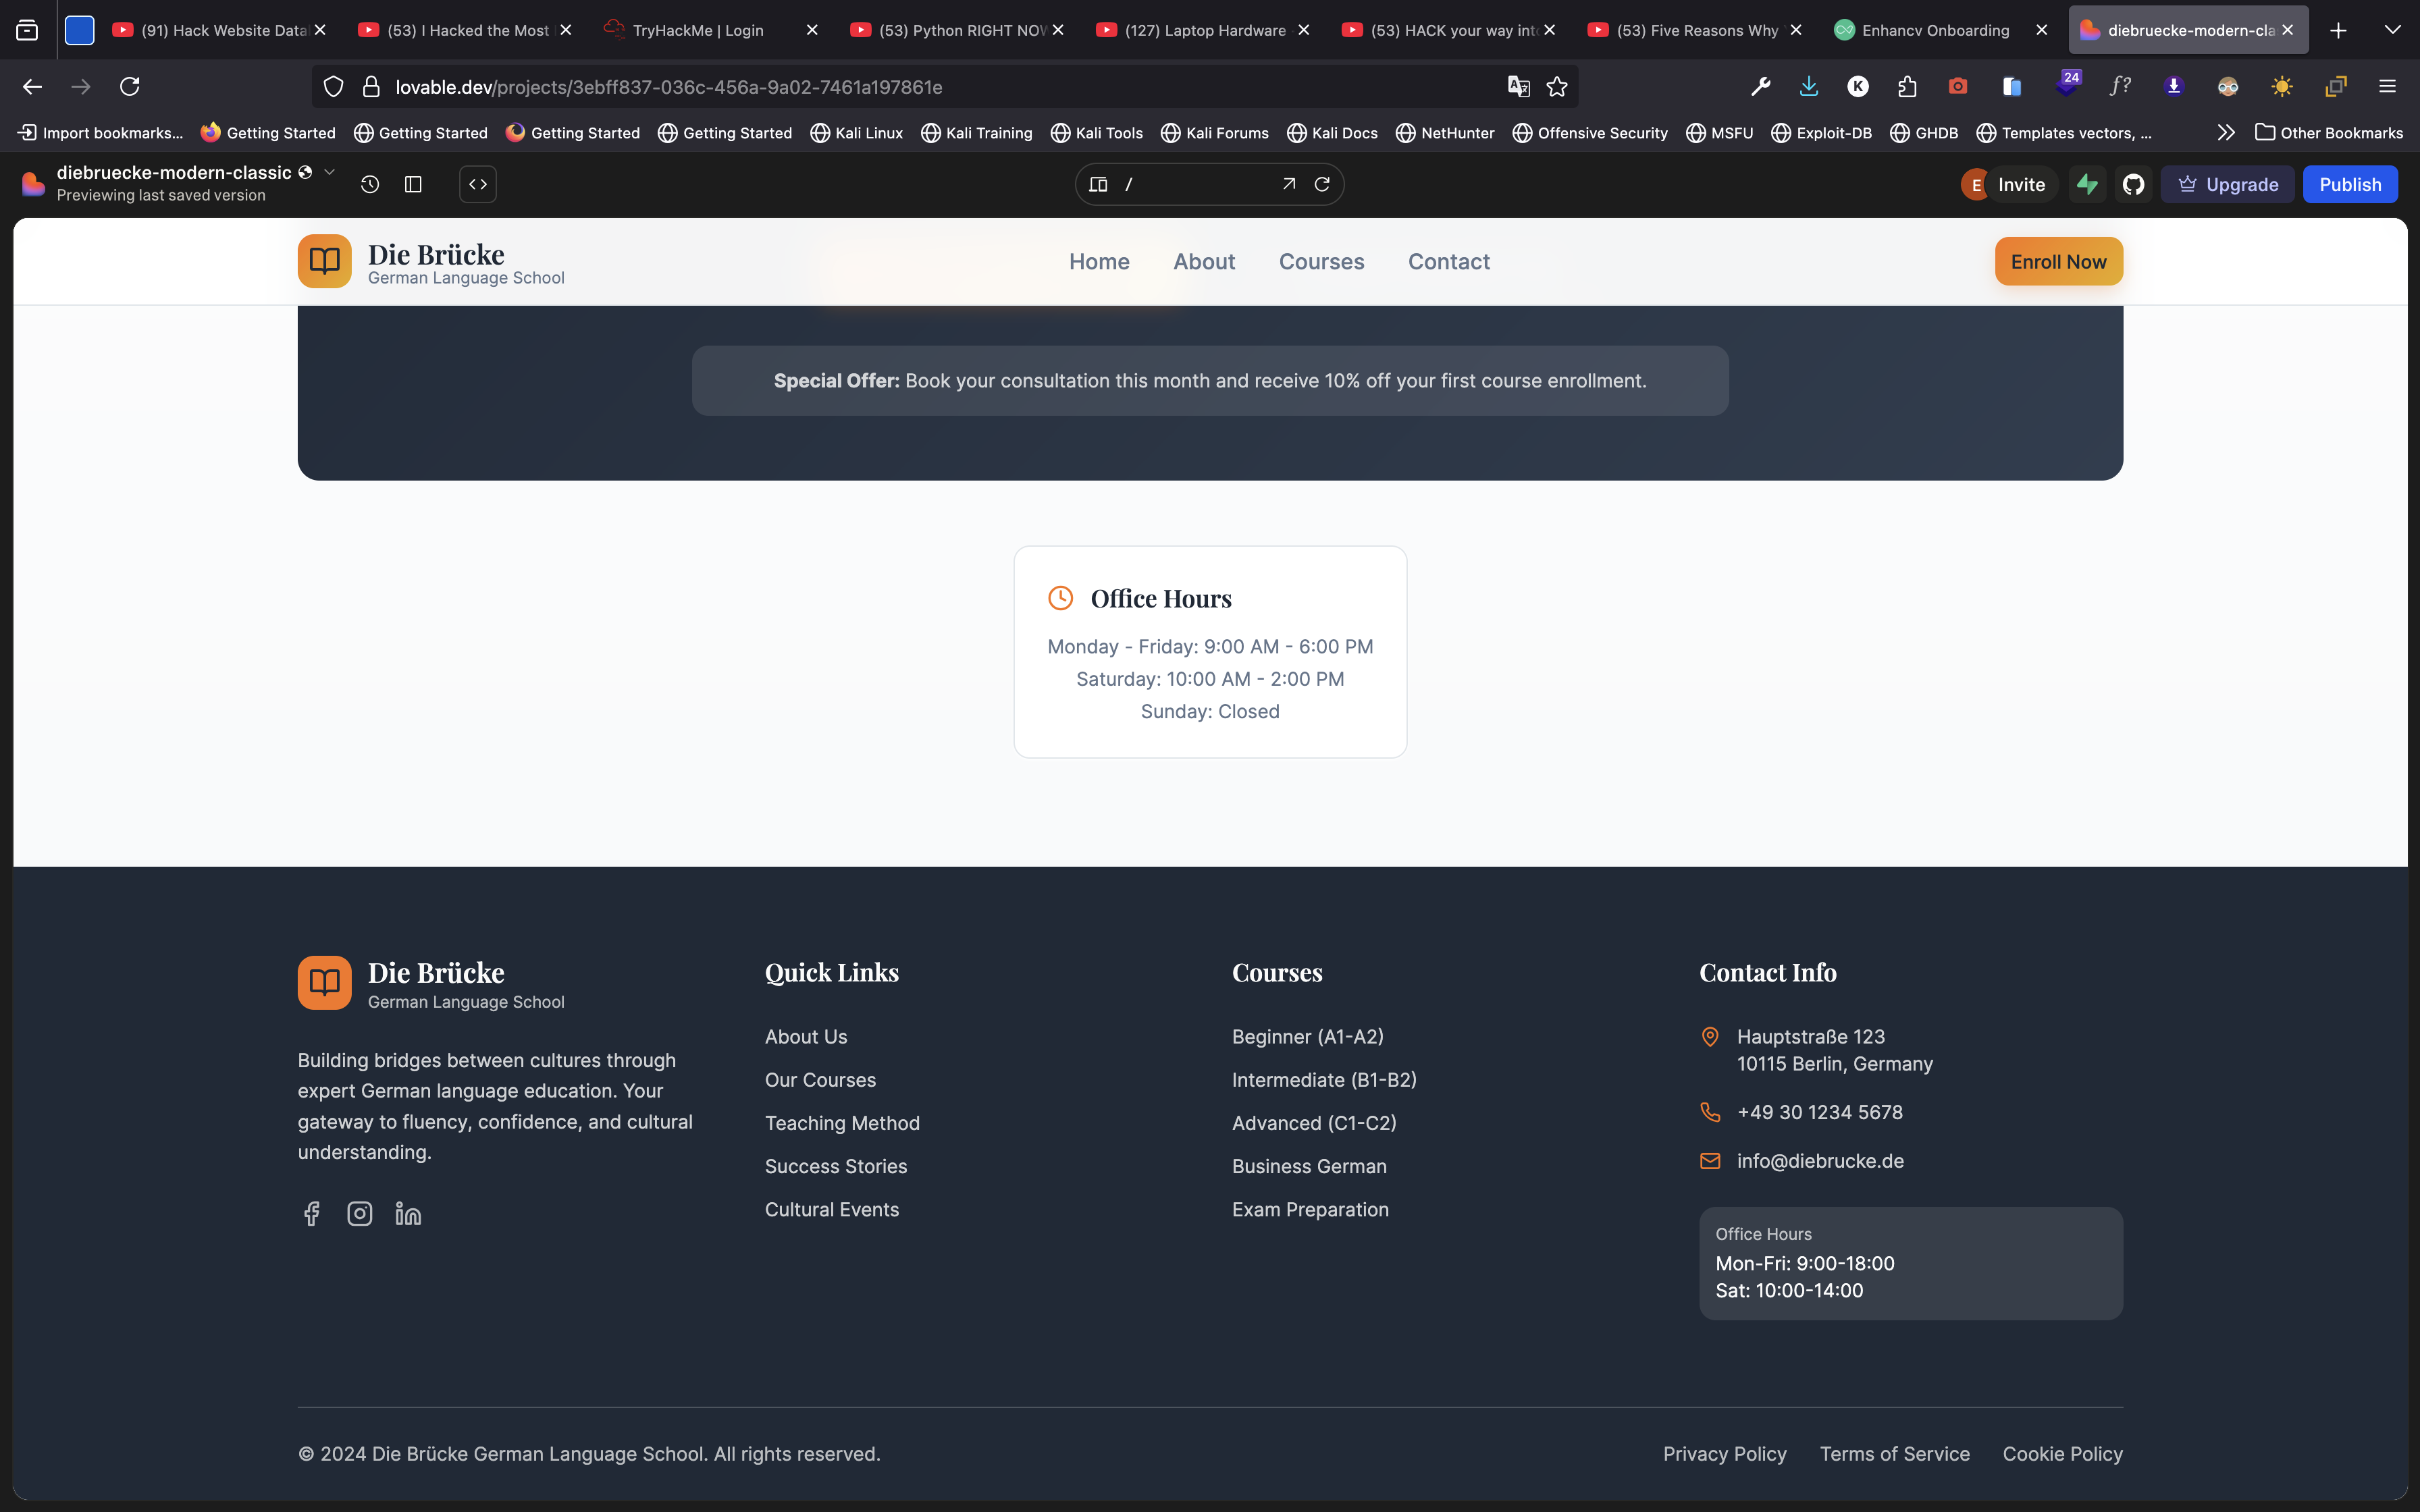 (91) Hack Website Data
(53) I Hacked the Most
TryHackMe | Login
(53) Python RIGHT NOW
(127) Laptop Hardware
(53) HACK your way into
(53) Five Reasons Why
Enhancv Onboarding
diebruecke-modern-cla
lovable.dev/projects/3ebff837-036c-456a-9a02-7461a197861e
K
24
f?
Import bookmarks...
Getting Started
Getting Started
Getting Started
Getting Started
Kali Linux
Kali Training
Kali Tools
Kali Forums
Kali Docs
NetHunter
Offensive Security
MSFU
Exploit-DB
GHDB
Templates vectors, ...
Other Bookmarks
diebruecke-modern-classic
Previewing last saved version
/
E
Invite
Upgrade
Publish
Die Brücke
German Language School
Home
About
Courses
Contact
Enroll Now
Special Offer: Book your consultation this month and receive 10% off your first course enrollment.
Office Hours
Monday - Friday: 9:00 AM - 6:00 PM
Saturday: 10:00 AM - 2:00 PM
Sunday: Closed
Die Brücke
German Language School
Building bridges between cultures through
expert German language education. Your
gateway to fluency, confidence, and cultural
understanding.
Quick Links
About Us
Our Courses
Teaching Method
Success Stories
Cultural Events
Courses
Beginner (A1-A2)
Intermediate (B1-B2)
Advanced (C1-C2)
Business German
Exam Preparation
Contact Info
Hauptstraße 123
10115 Berlin, Germany
+49 30 1234 5678
info@diebrucke.de
Office Hours
Mon-Fri: 9:00-18:00
Sat: 10:00-14:00
© 2024 Die Brücke German Language School. All rights reserved.
Privacy Policy
Terms of Service
Cookie Policy